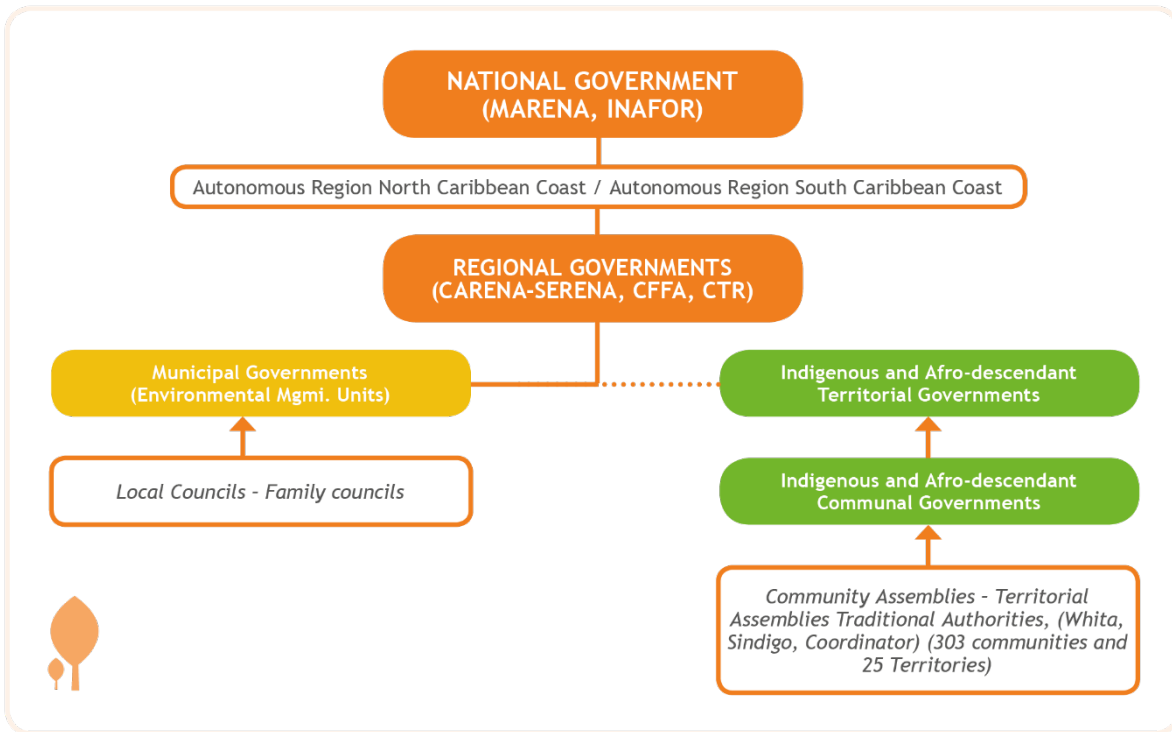 NATIONAL GOVERNMENT
(MARENA, INAFOR)
Autonomous Region North Caribbean Coast / Autonomous Region South Caribbean Coast
REGIONAL GOVERNMENTS
(CARENA-SERENA, CFFA, CTR)
Municipal Governments
(Environmental Mgmi. Units)
Indigenous and Afro-descendant
Territorial Governments
Local Councils - Family councils
Indigenous and Afro-descendant
Communal Governments
Community Assemblies - Territorial
Assemblies Traditional Authorities, (Whita,
Sindigo, Coordinator) (303 communities and
25 Territories)